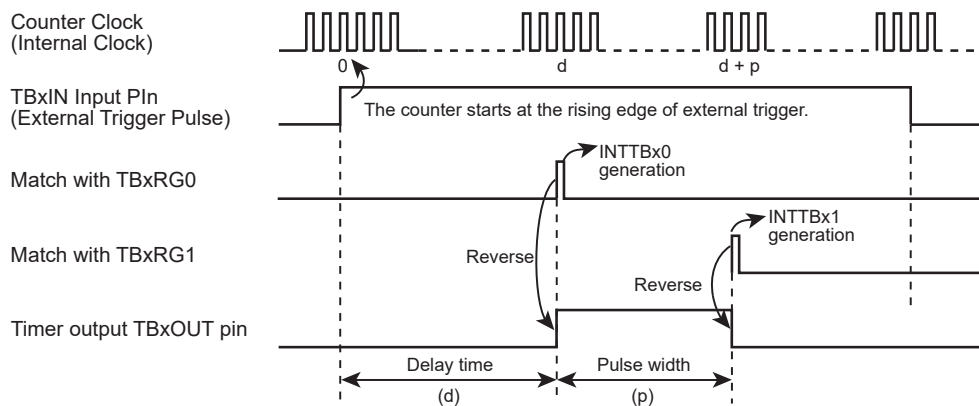 Counter Clock
(Internal Clock)
0
d
d + p
TBxIN Input PIn
(External Trigger Pulse)
The counter starts at the rising edge of external trigger.
Match with TBxRG0
INTTBx0
generation
Match with TBxRG1
INTTBx1
generation
Reverse
Reverse
Timer output TBxOUT pin
Delay time
(d)
Pulse width
(p)